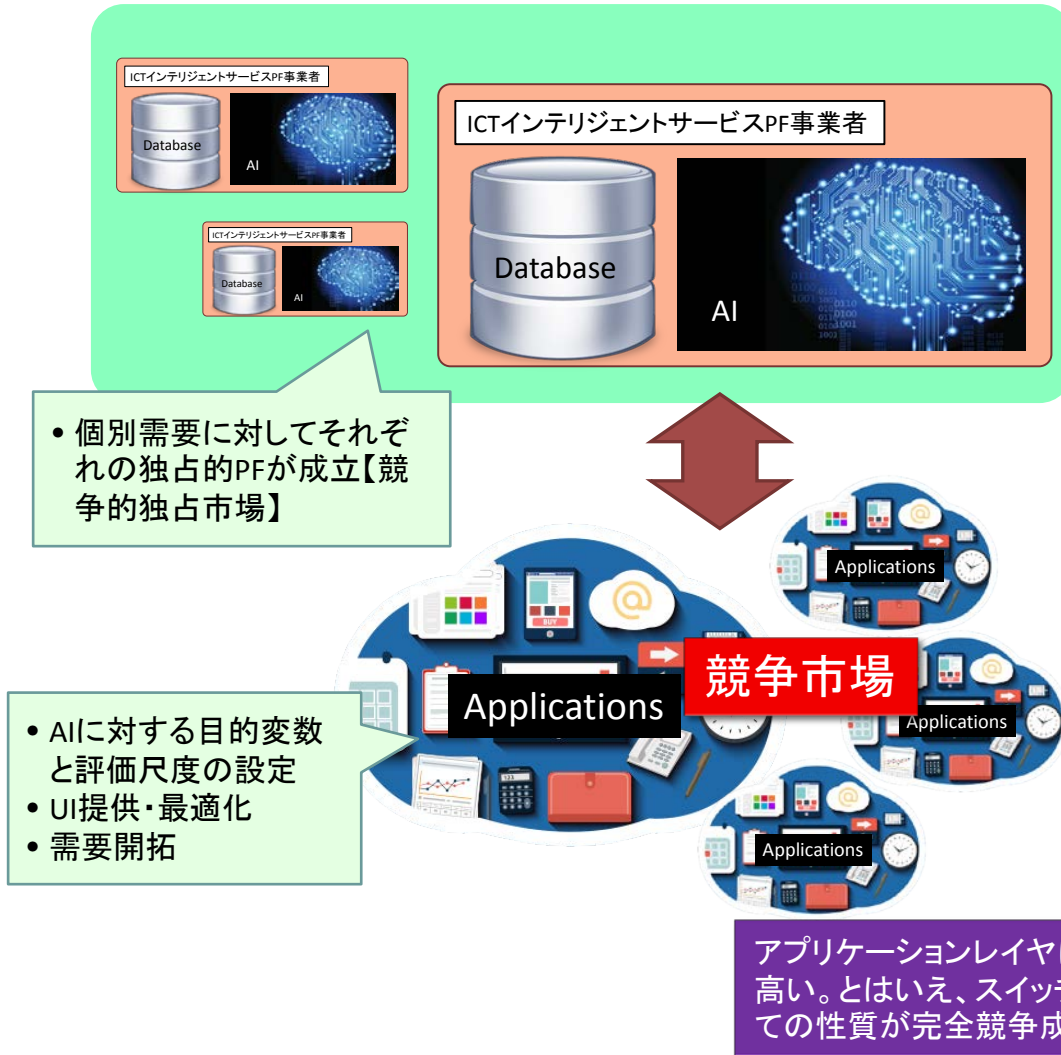 ICTインテリジェントサービスPF事業者
Database
AI
ICTインテリジェントサービスPF事業者
Database
AI
ICTインテリジェントサービスPF事業者
Database
AI
• 個別需要に対してそれぞ
れの独占的PFが成立【競
争的独占市場】
Applications
Applications
競争市場
Applications
Applications
• AIに対する目的変数
と評価尺度の設定
• UI提供・最適化
• 需要開拓
アプリケーションレイヤ
高い。とはいえ、スイッ
ての性質が完全競争成